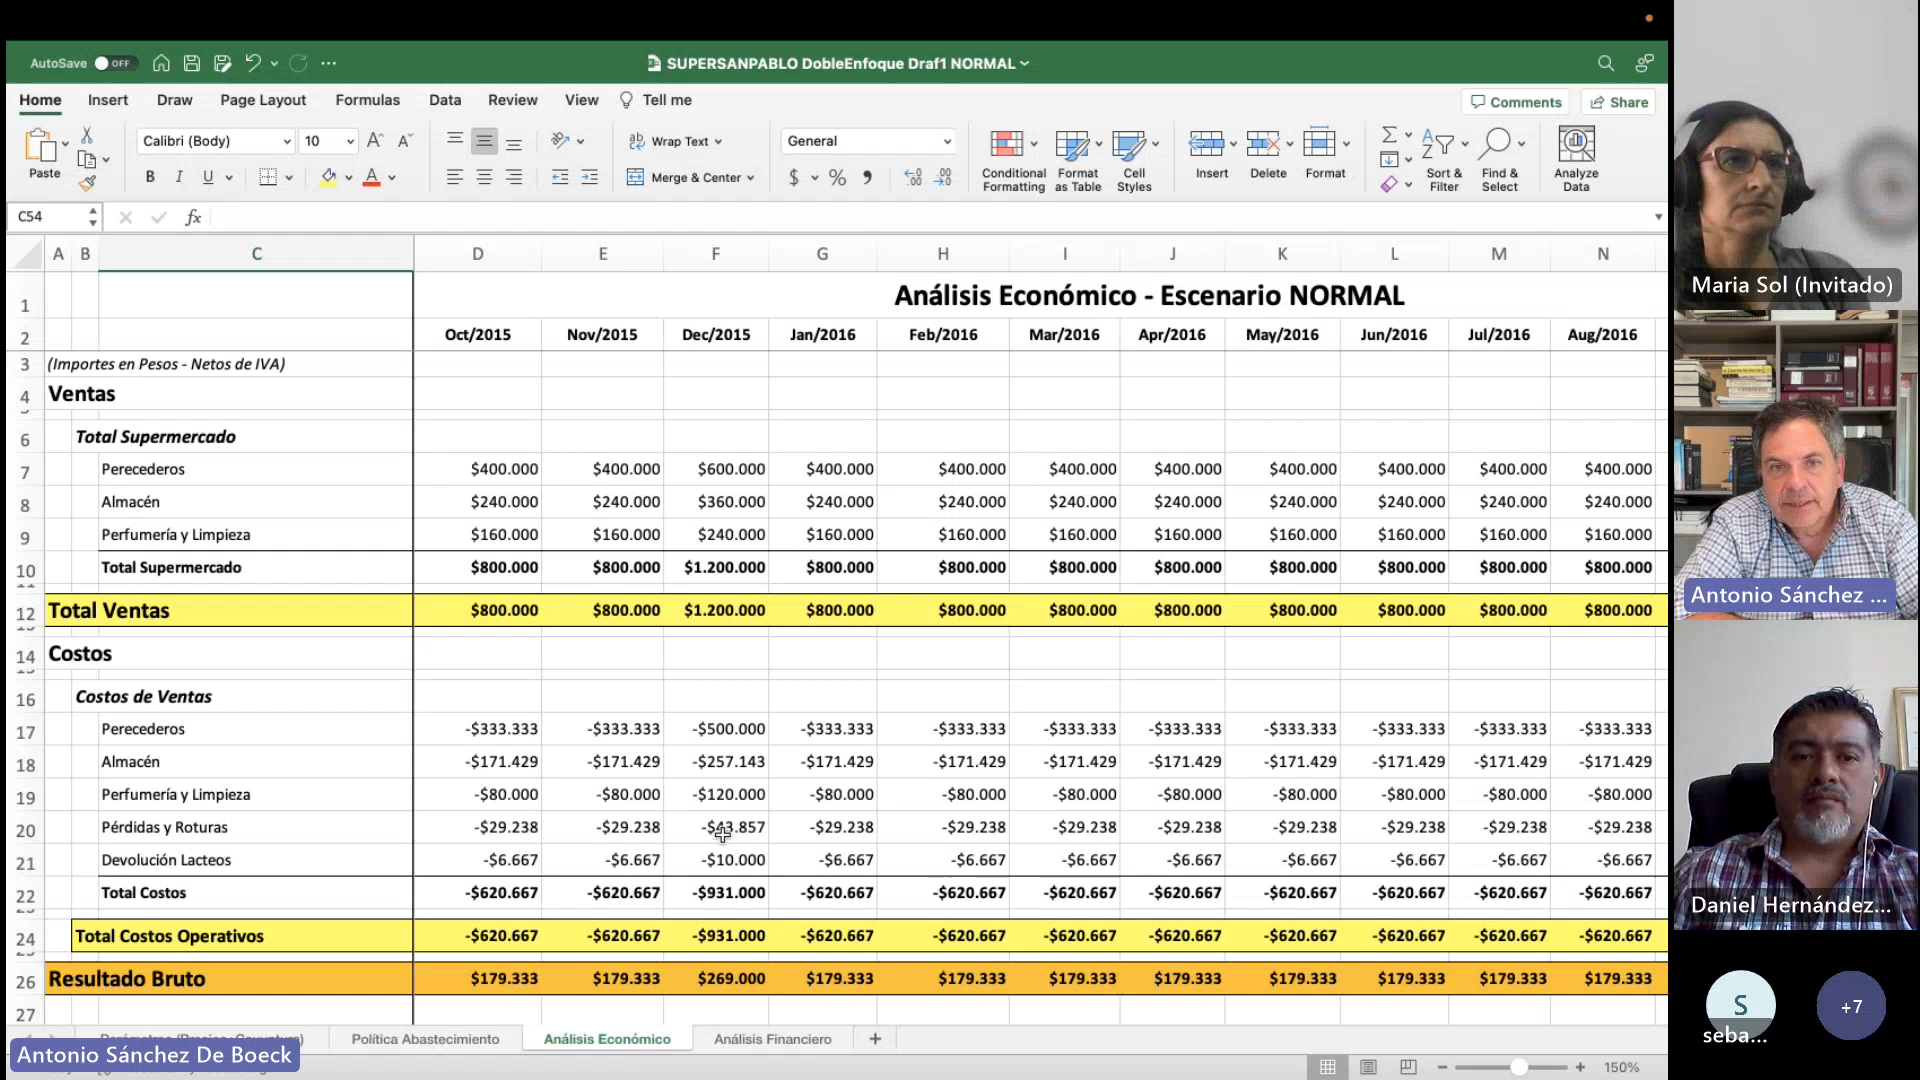 AutoSave OFF
SUPERSANPABLO DobleEnfoque Draf1 NORMAL
Home Insert Draw Page Layout Formulas Data Review View Tell me
Comments Share
Paste
Calibri (Body) 10
B I U
Wrap Text
Merge & Center
General
$ % 
Conditional Formatting
Format as Table
Cell Styles
Insert Delete Format
Sort & Filter
Find & Select
Analyze Data
C54 fx
A B C D E F G H I J K L M N
1 Análisis Económico - Escenario NORMAL
2 Oct/2015 Nov/2015 Dec/2015 Jan/2016 Feb/2016 Mar/2016 Apr/2016 May/2016 Jun/2016 Jul/2016 Aug/2016
3 (Importes en Pesos - Netos de IVA)
4 Ventas
6 Total Supermercado
7 Perecederos $400.000 $400.000 $600.000 $400.000 $400.000 $400.000 $400.000 $400.000 $400.000 $400.000 $400.000
8 Almacén $240.000 $240.000 $360.000 $240.000 $240.000 $240.000 $240.000 $240.000 $240.000 $240.000 $240.000
9 Perfumería y Limpieza $160.000 $160.000 $240.000 $160.000 $160.000 $160.000 $160.000 $160.000 $160.000 $160.000 $160.000
10 Total Supermercado $800.000 $800.000 $1.200.000 $800.000 $800.000 $800.000 $800.000 $800.000 $800.000 $800.000 $800.000
12 Total Ventas $800.000 $800.000 $1.200.000 $800.000 $800.000 $800.000 $800.000 $800.000 $800.000 $800.000 $800.000
14 Costos
16 Costos de Ventas
17 Perecederos -$333.333 -$333.333 -$500.000 -$333.333 -$333.333 -$333.333 -$333.333 -$333.333 -$333.333 -$333.333 -$333.333
18 Almacén -$171.429 -$171.429 -$257.143 -$171.429 -$171.429 -$171.429 -$171.429 -$171.429 -$171.429 -$171.429 -$171.429
19 Perfumería y Limpieza -$80.000 -$80.000 -$120.000 -$80.000 -$80.000 -$80.000 -$80.000 -$80.000 -$80.000 -$80.000 -$80.000
20 Pérdidas y Roturas -$29.238 -$29.238 -$43.857 -$29.238 -$29.238 -$29.238 -$29.238 -$29.238 -$29.238 -$29.238 -$29.238
21 Devolución Lacteos -$6.667 -$6.667 -$10.000 -$6.667 -$6.667 -$6.667 -$6.667 -$6.667 -$6.667 -$6.667 -$6.667
22 Total Costos -$620.667 -$620.667 -$931.000 -$620.667 -$620.667 -$620.667 -$620.667 -$620.667 -$620.667 -$620.667 -$620.667
24 Total Costos Operativos -$620.667 -$620.667 -$931.000 -$620.667 -$620.667 -$620.667 -$620.667 -$620.667 -$620.667 -$620.667 -$620.667
26 Resultado Bruto $179.333 $179.333 $269.000 $179.333 $179.333 $179.333 $179.333 $179.333 $179.333 $179.333 $179.333
27
Política Abastecimiento Análisis Económico Análisis Financiero +
Antonio Sánchez De Boeck
150%
Maria Sol (Invitado)
Antonio Sánchez ...
Daniel Hernández...
S
seba...
+7